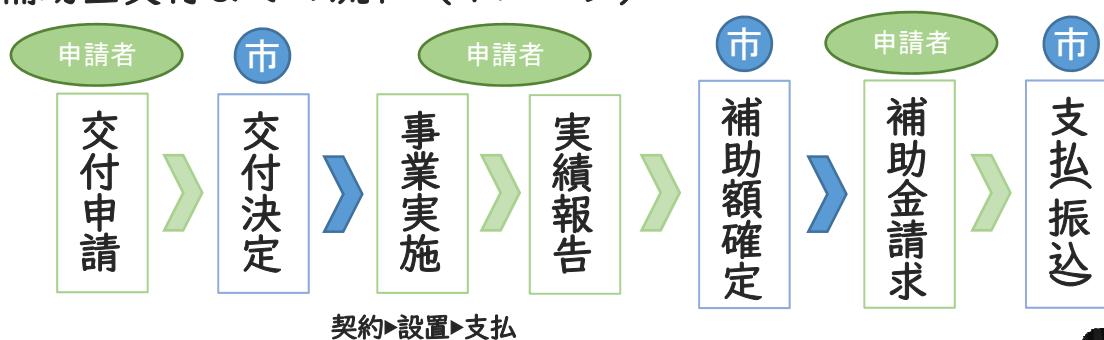 申請者
市
申請者
市
申請者
市
交付申請
交付決定
事業実施
実績報告
補助額確定
補助金請求
支払(振込)
契約▶設置▶支払